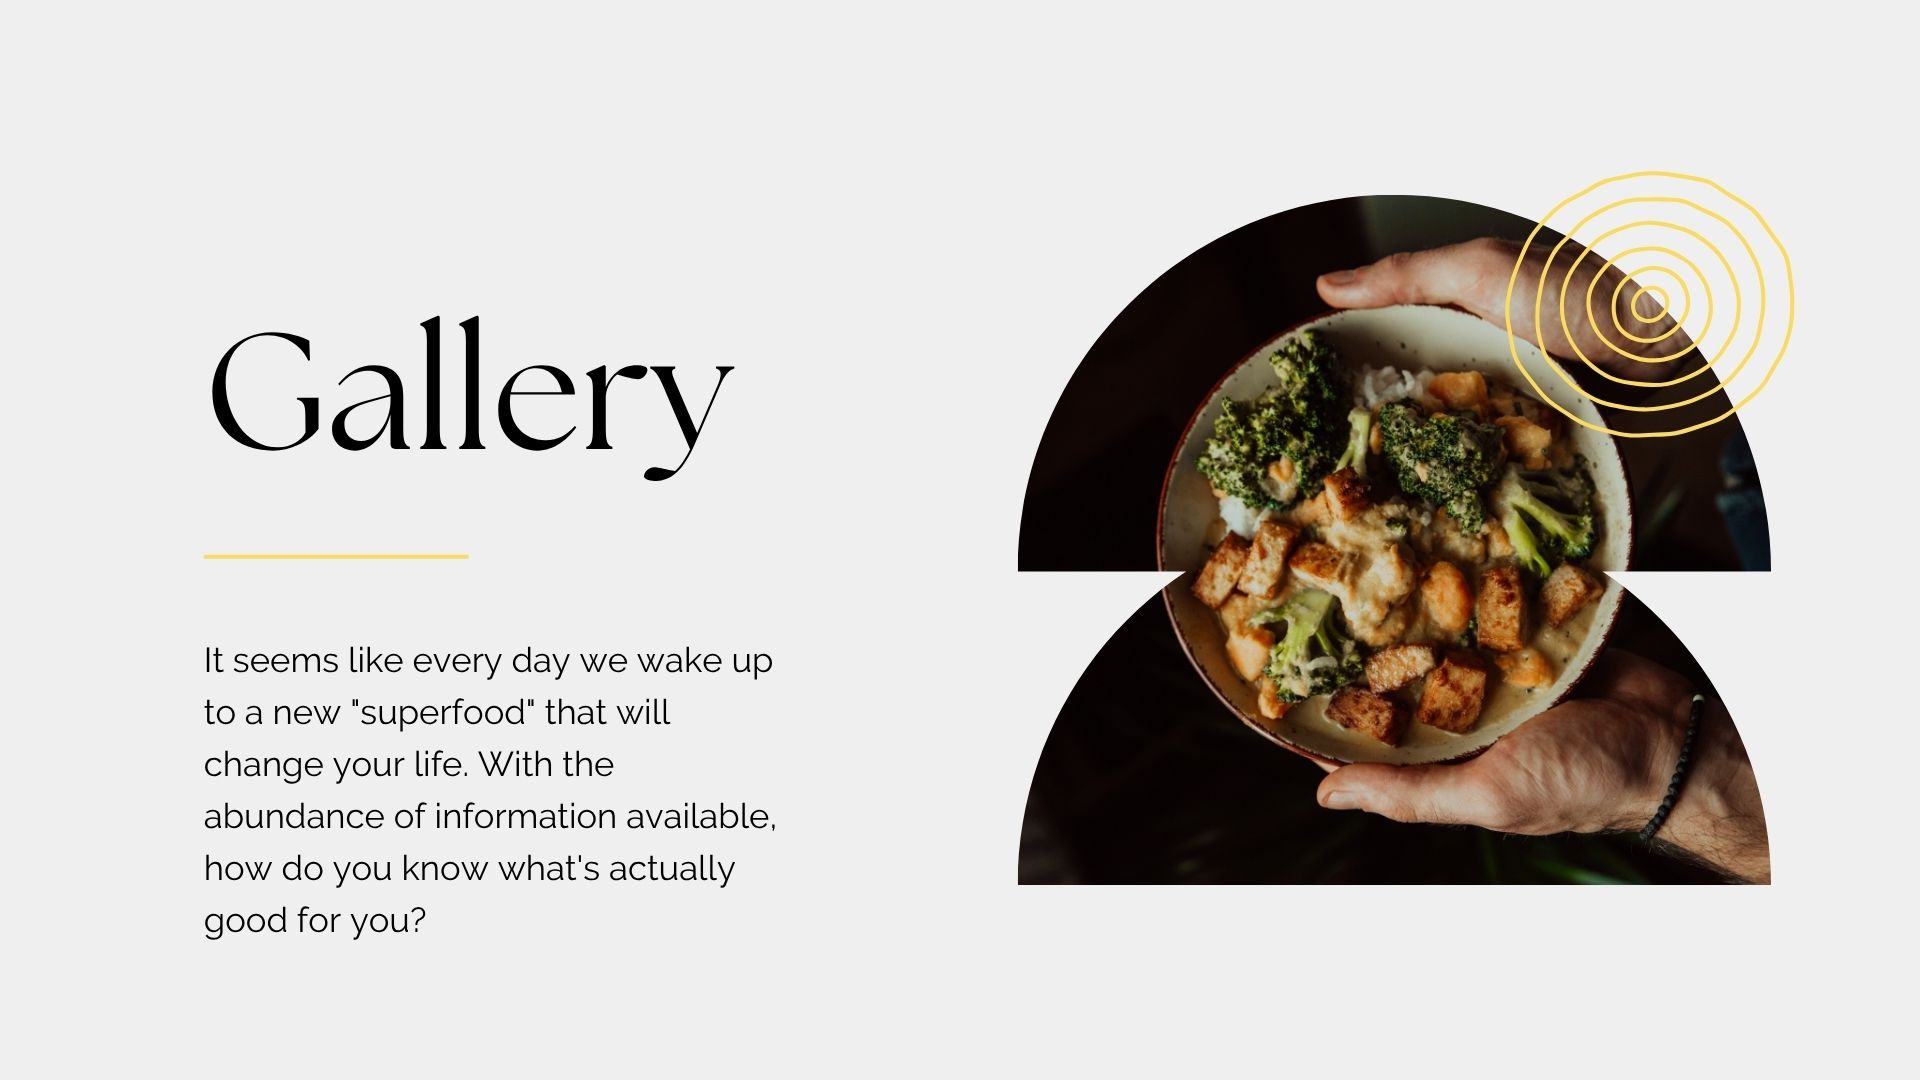 Gallery
It seems like every day we wake up
to a new "superfood" that will
change your life. With the
abundance of information available,
how do you know what's actually
good for you?